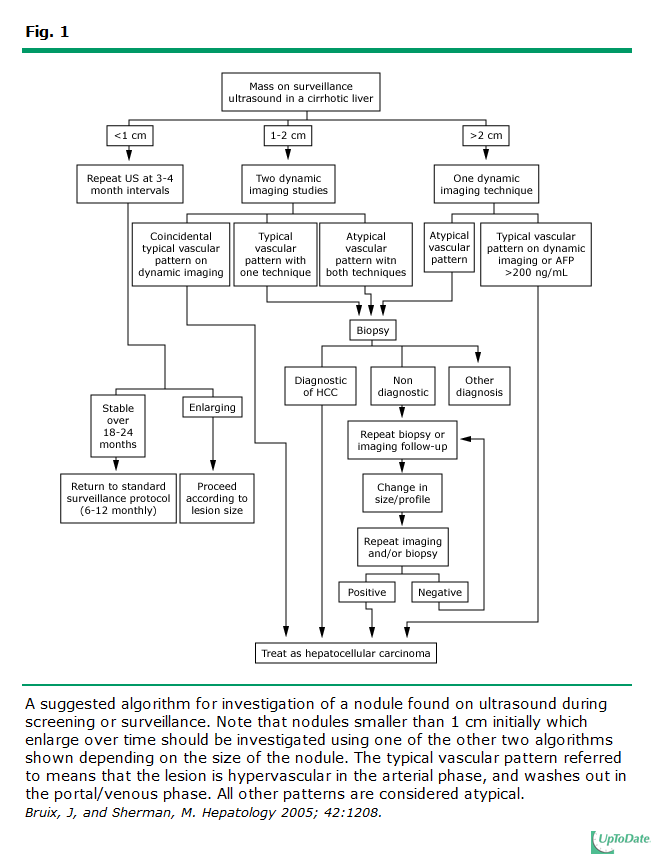 Fig. 1
Mass on surveillance
ultrasound in a cirrhotic liver
<1 cm
1-2 cm
>2 cm
Repeat US at 3-4
month intervals
Two dynamic
imaging studies
One dynamic
imaging technique
Coincidental
typical vascular
pattern on
dynamic imaging
Typical
vascular
pattern with
one technique
Atypical
vascular
pattern witn
both techniques
Atypical
vascular
pattern
Typical vascular
pattern on dynamic
imaging or AFP
>200 ng/mL
Biopsy
Diagnostic
of HCC
Non
diagnostic
Other
diagnosis
Stable
over
18-24
months
Enlarging
Repeat biopsy or
imaging follow-up
Return to standard
surveillance protocol
(6-12 monthly)
Proceed
according to
lesion size
Change in
size/profile
Repeat imaging
and/or biopsy
Positive
Negative
Treat as hepatocellular carcinoma
A suggested algorithm for investigation of a nodule found on ultrasound during
screening or surveillance. Note that nodules smaller than 1 cm initially which
enlarge over time should be investigated using one of the other two algorithms
shown depending on the size of the nodule. The typical vascular pattern referred
to means that the lesion is hypervascular in the arterial phase, and washes out in
the portal/venous phase. All other patterns are considered atypical.
Bruix, J, and Sherman, M. Hepatology 2005; 42:1208.
UpToDate